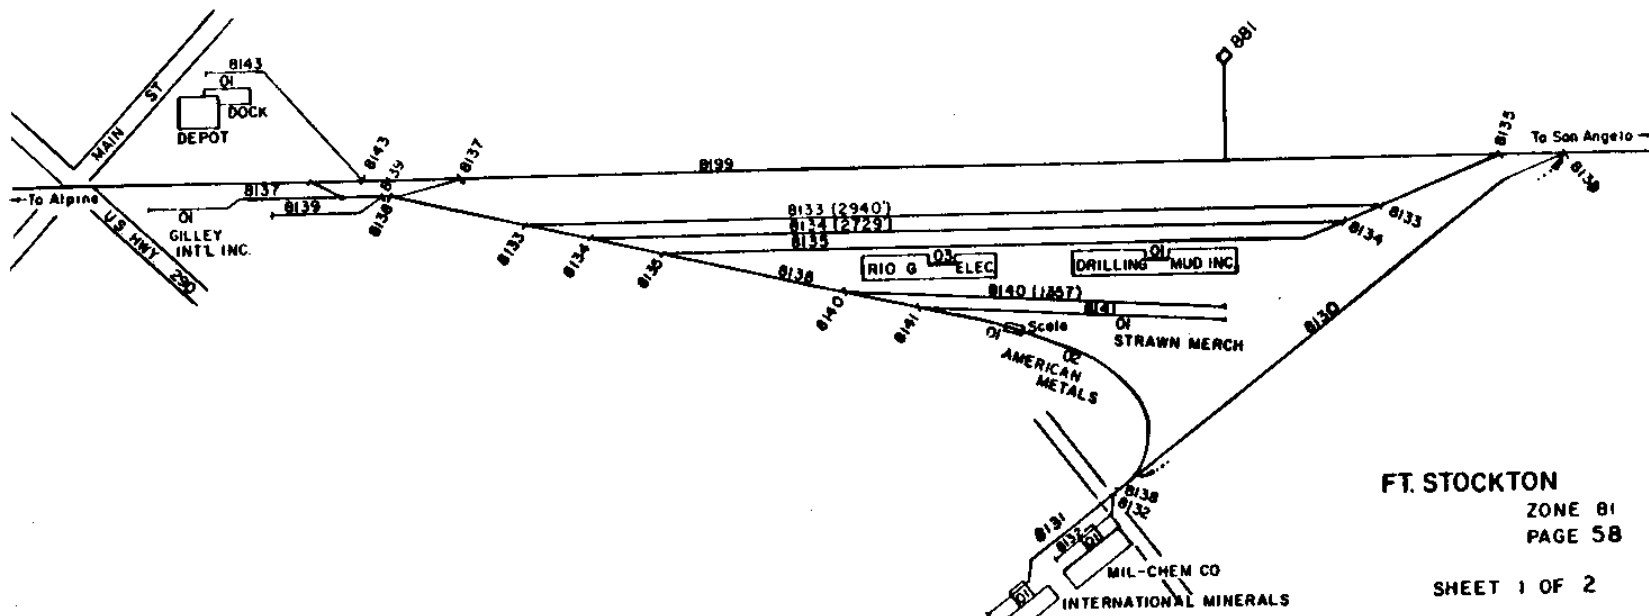 881
8143
01
DOCK
DEPOT
MAIN ST
8143
8139
8137
8199
8135
To San Angelo →
8138
←To Alpine
8137
8139
8138
01
GILLEY
INT'L INC.
U.S. HWY 290
8133 (2940')
8134 (2729')
8135
8133
8134
8133
8134
8135
8138
RIO G 03 ELEC.
DRILLING 01 MUD INC.
8140 (1357)
8141
8140
8141
01
Scale
01
STRAWN MERCH
02
AMERICAN
METALS
8130
8138
8132
8131
8132
01
MIL-CHEM CO
01
INTERNATIONAL MINERALS
FT. STOCKTON
ZONE 81
PAGE 58
SHEET 1 OF 2